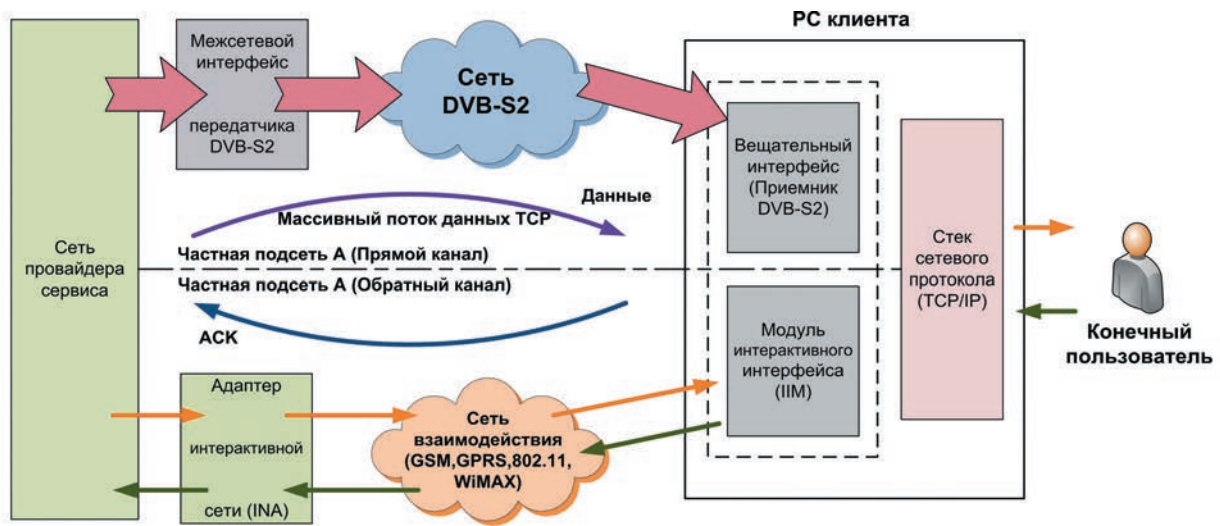 PC клиента
Межсетевой
интерфейс
передатчика
DVB-S2
Сеть
DVB-S2
Вещательный
интерфейс
(Приемник
DVB-S2)
Данные
Массивный поток данных TCP
Сеть
провайдера
сервиса
Частная подсеть А (Прямой канал)
Частная подсеть А (Обратный канал)
ACK
Стек
сетевого
протокола
(TCP/IP)
Модуль
интерактивного
интерфейса
(IIM)
Конечный
пользователь
Адаптер
интерактивной
сети (INA)
Сеть
взаимодействия
(GSM,GPRS,802.11,
WiMAX)